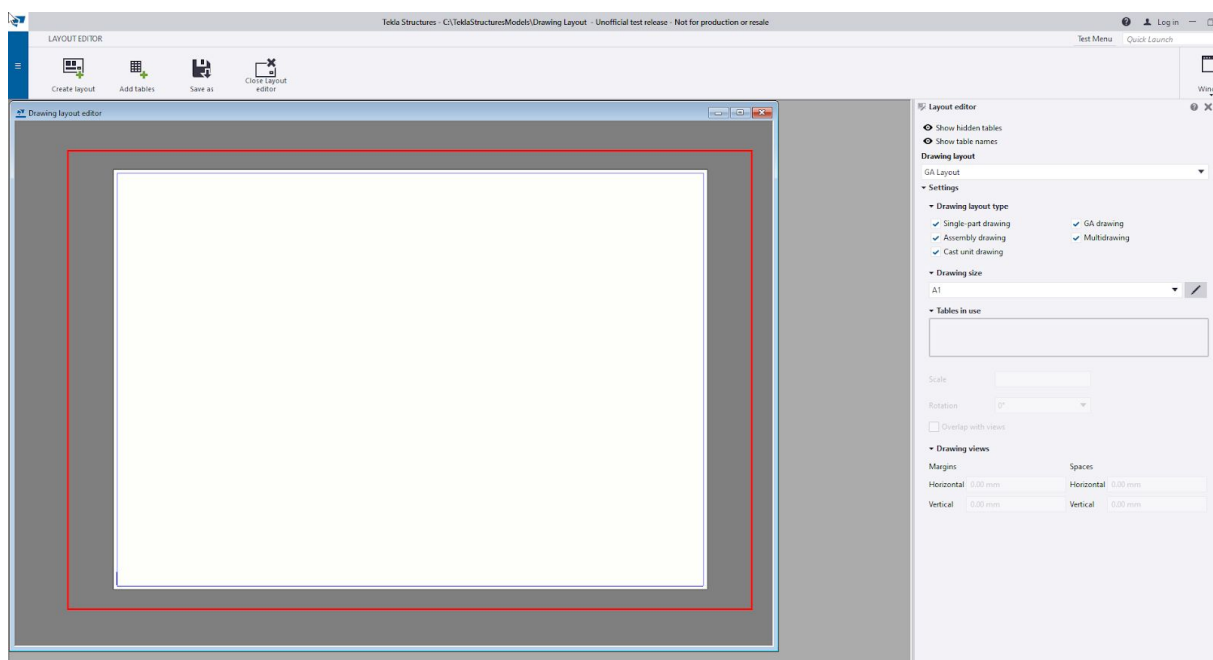 Tekla Structures - C:\TeklaStructuresModels\Drawing Layout - Unofficial test release - Not for production or resale
Login
LAYOUT EDITOR
Test Menu
Quick Launch
Create layout
Add tables
Save as
Close Layout
editor
Drawing layout editor
Layout editor
Show hidden tables
Show table names
Drawing layout
GA Layout
Settings
Drawing layout type
Single-part drawing
GA drawing
Assembly drawing
Multidrawing
Cast unit drawing
Drawing size
A1
Tables in use
Scale
Rotation
0°
Overlap with views
Drawing views
Margins
Spaces
Horizontal 0.00 mm
Horizontal 0.00 mm
Vertical 0.00 mm
Vertical 0.00 mm